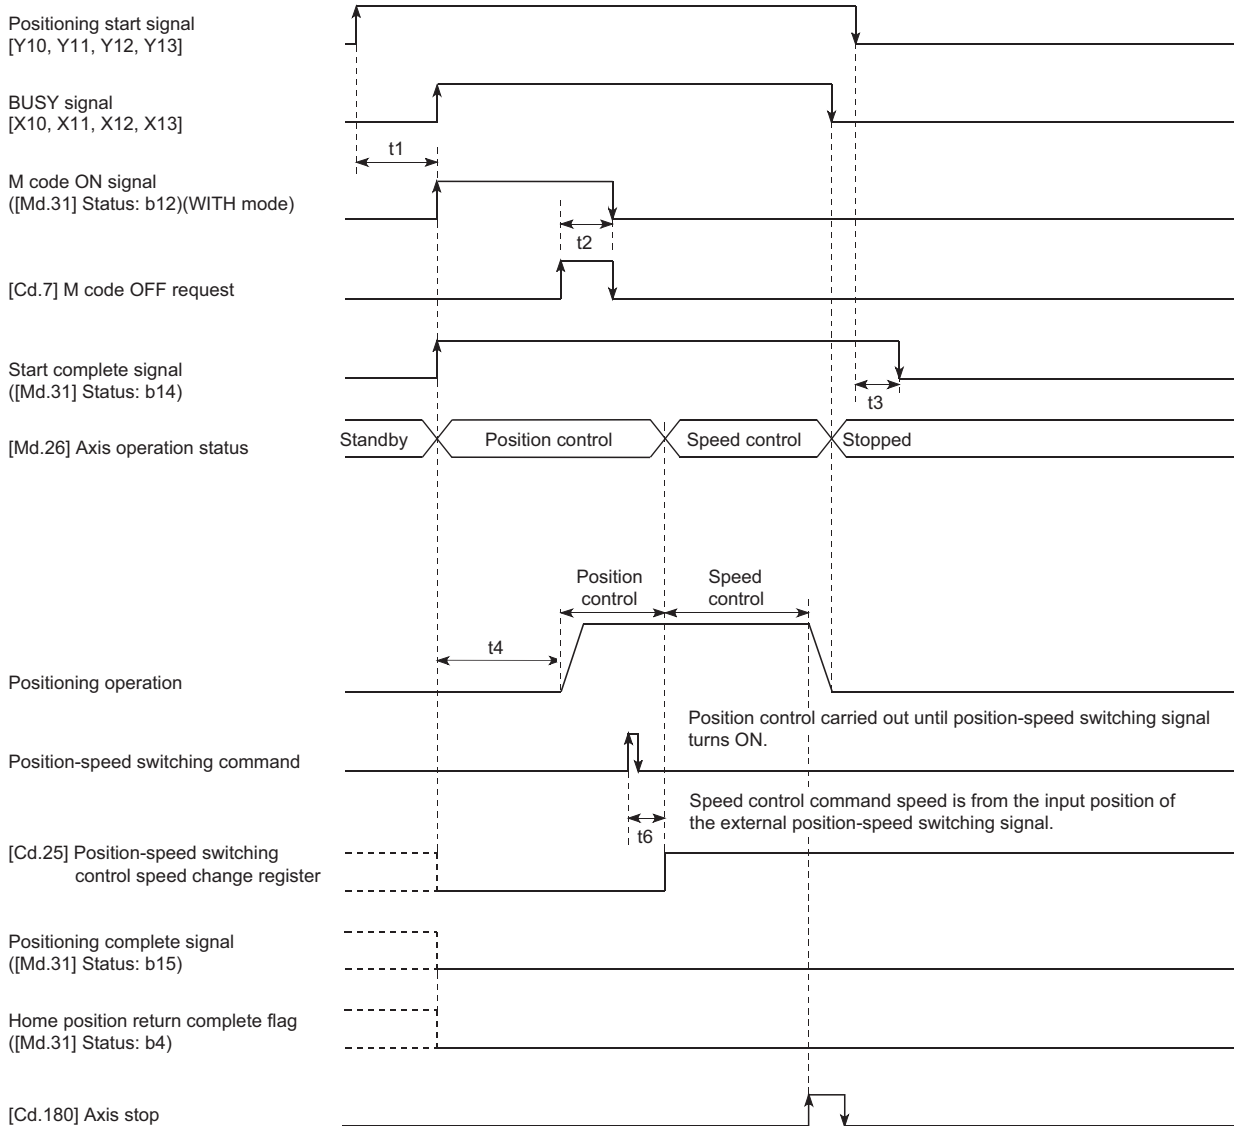 Positioning start signal
[Y10, Y11, Y12, Y13]
BUSY signal
[X10, X11, X12, X13]
t1
M code ON signal
([Md.31] Status: b12)(WITH mode)
t2
[Cd.7] M code OFF request
Start complete signal
([Md.31] Status: b14)
t3
[Md.26] Axis operation status
Standby
Position control
Speed control
Stopped
Position
control
Speed
control
t4
Positioning operation
Position control carried out until position-speed switching signal
turns ON.
Position-speed switching command
Speed control command speed is from the input position of
the external position-speed switching signal.
t6
[Cd.25] Position-speed switching
control speed change register
Positioning complete signal
([Md.31] Status: b15)
Home position return complete flag
([Md.31] Status: b4)
[Cd.180] Axis stop